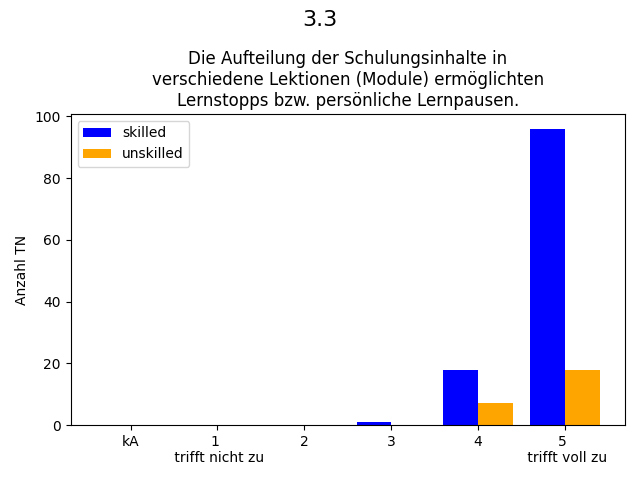 3.3
Die Aufteilung der Schulungsinhalte in
verschiedene Lektionen (Module) ermöglichten
Lernstopps bzw. persönliche Lernpausen.
skilled
unskilled
Anzahl TN
100
80
60
40
20
0
kA 1 2 3 4 5
trifft nicht zu trifft voll zu